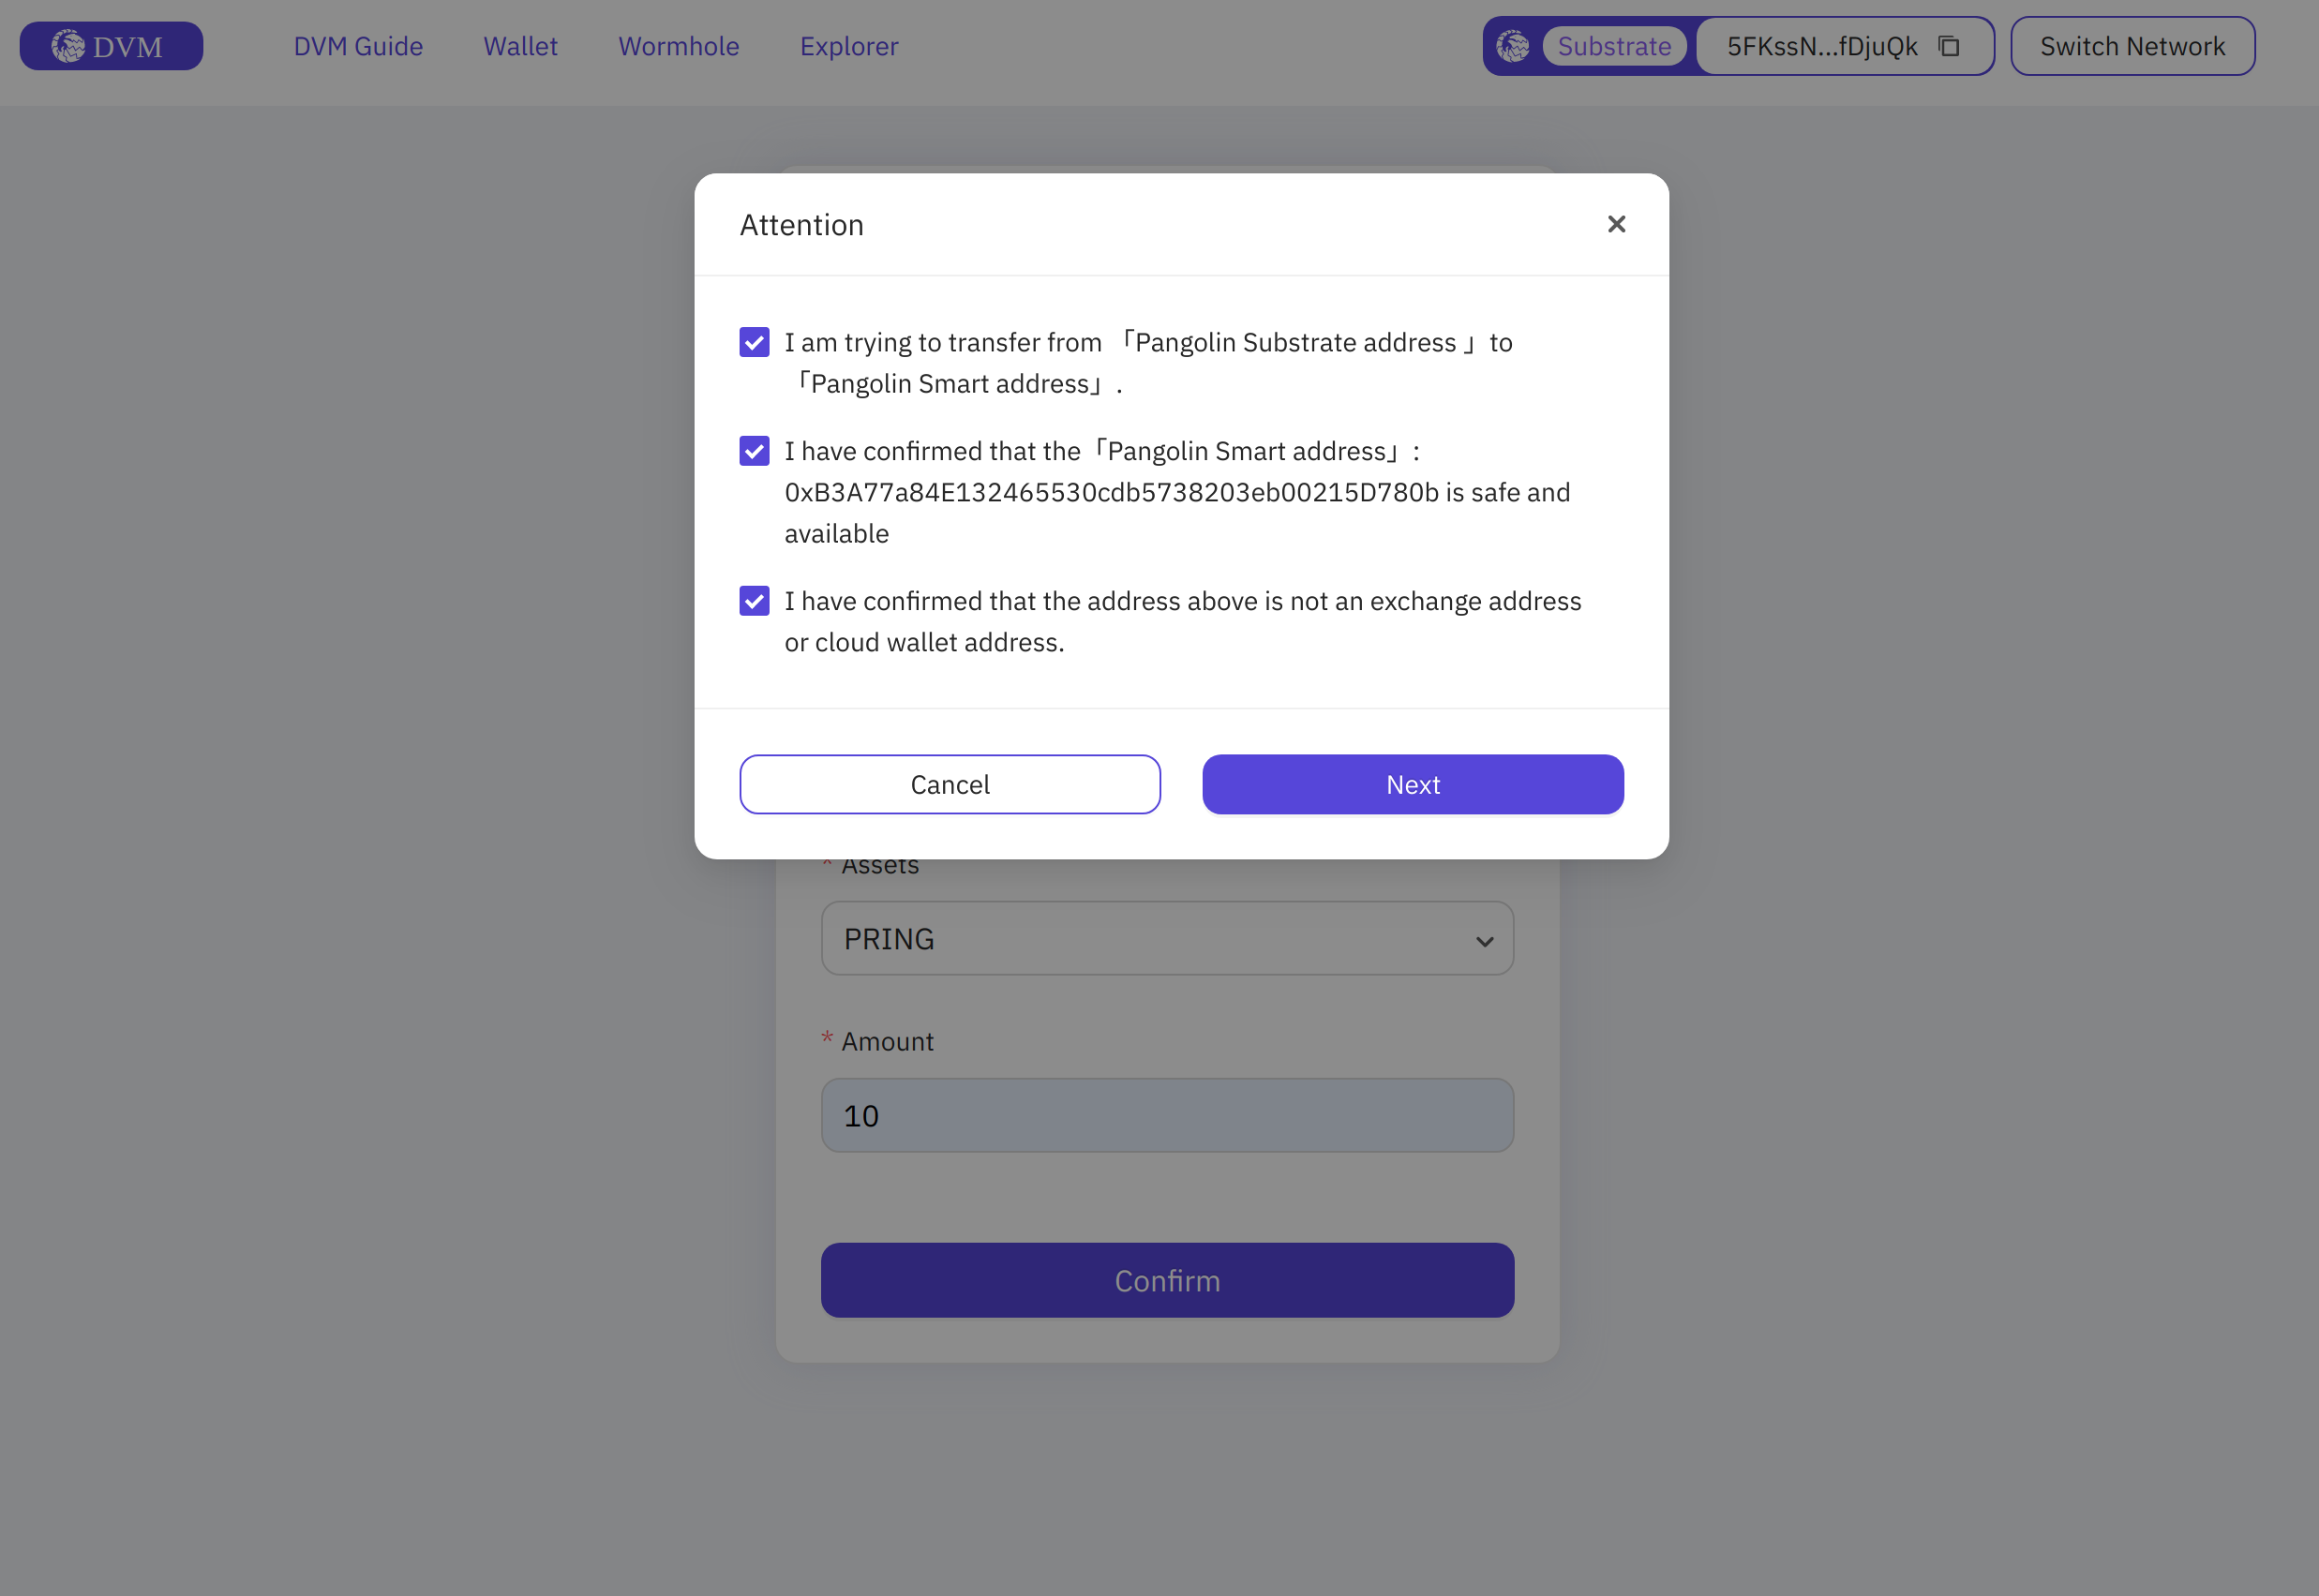 DVM
DVM Guide
Wallet
Wormhole
Explorer
Substrate
5FKssN...fDjuQk
Switch Network
Attention
I am trying to transfer from 「Pangolin Substrate address 」 to
「Pangolin Smart address」 .
I have confirmed that the「Pangolin Smart address」 :
0xB3A77a84E132465530cdb5738203eb00215D780b is safe and
available
I have confirmed that the address above is not an exchange address
or cloud wallet address.
Cancel
Next
* Assets
PRING
* Amount
10
Confirm